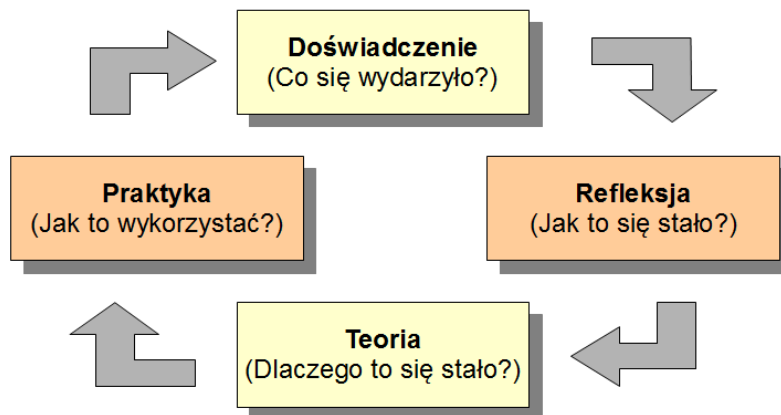 Doświadczenie
(Co się wydarzyło?)
Praktyka
(Jak to wykorzystać?)
Refleksja
(Jak to się stało?)
Teoria
(Dlaczego to się stało?)